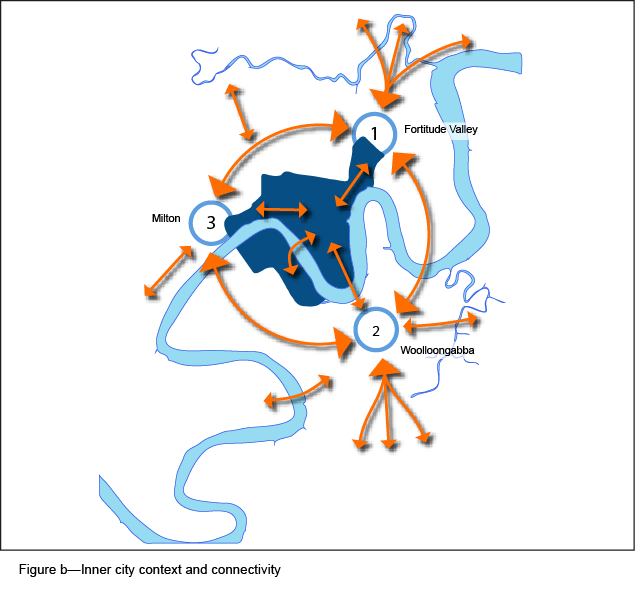 1
Fortitude Valley
Milton
3
2
Woolloongabba
Figure b—Inner city context and connectivity